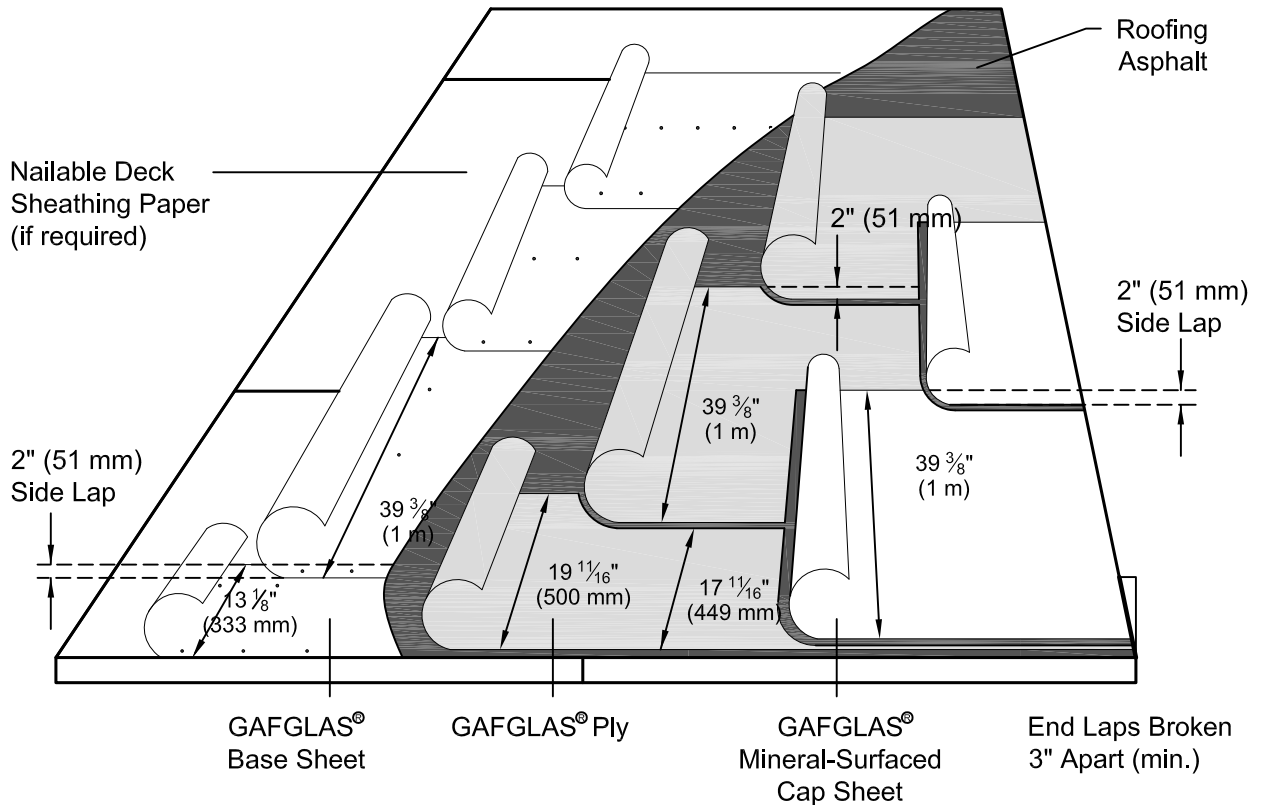 Roofing
Asphalt
Nailable Deck
Sheathing Paper
(if required)
2" (51 mm)
2" (51 mm)
Side Lap
39 3⁄8"
(1 m)
39 3⁄8"
(1 m)
2" (51 mm)
Side Lap
39 3⁄8"
(1 m)
19 11⁄16"
(500 mm)
17 11⁄16"
(449 mm)
13 1⁄8"
(333 mm)
GAFGLAS®
Base Sheet
GAFGLAS® Ply
GAFGLAS®
Mineral-Surfaced
Cap Sheet
End Laps Broken
3" Apart (min.)